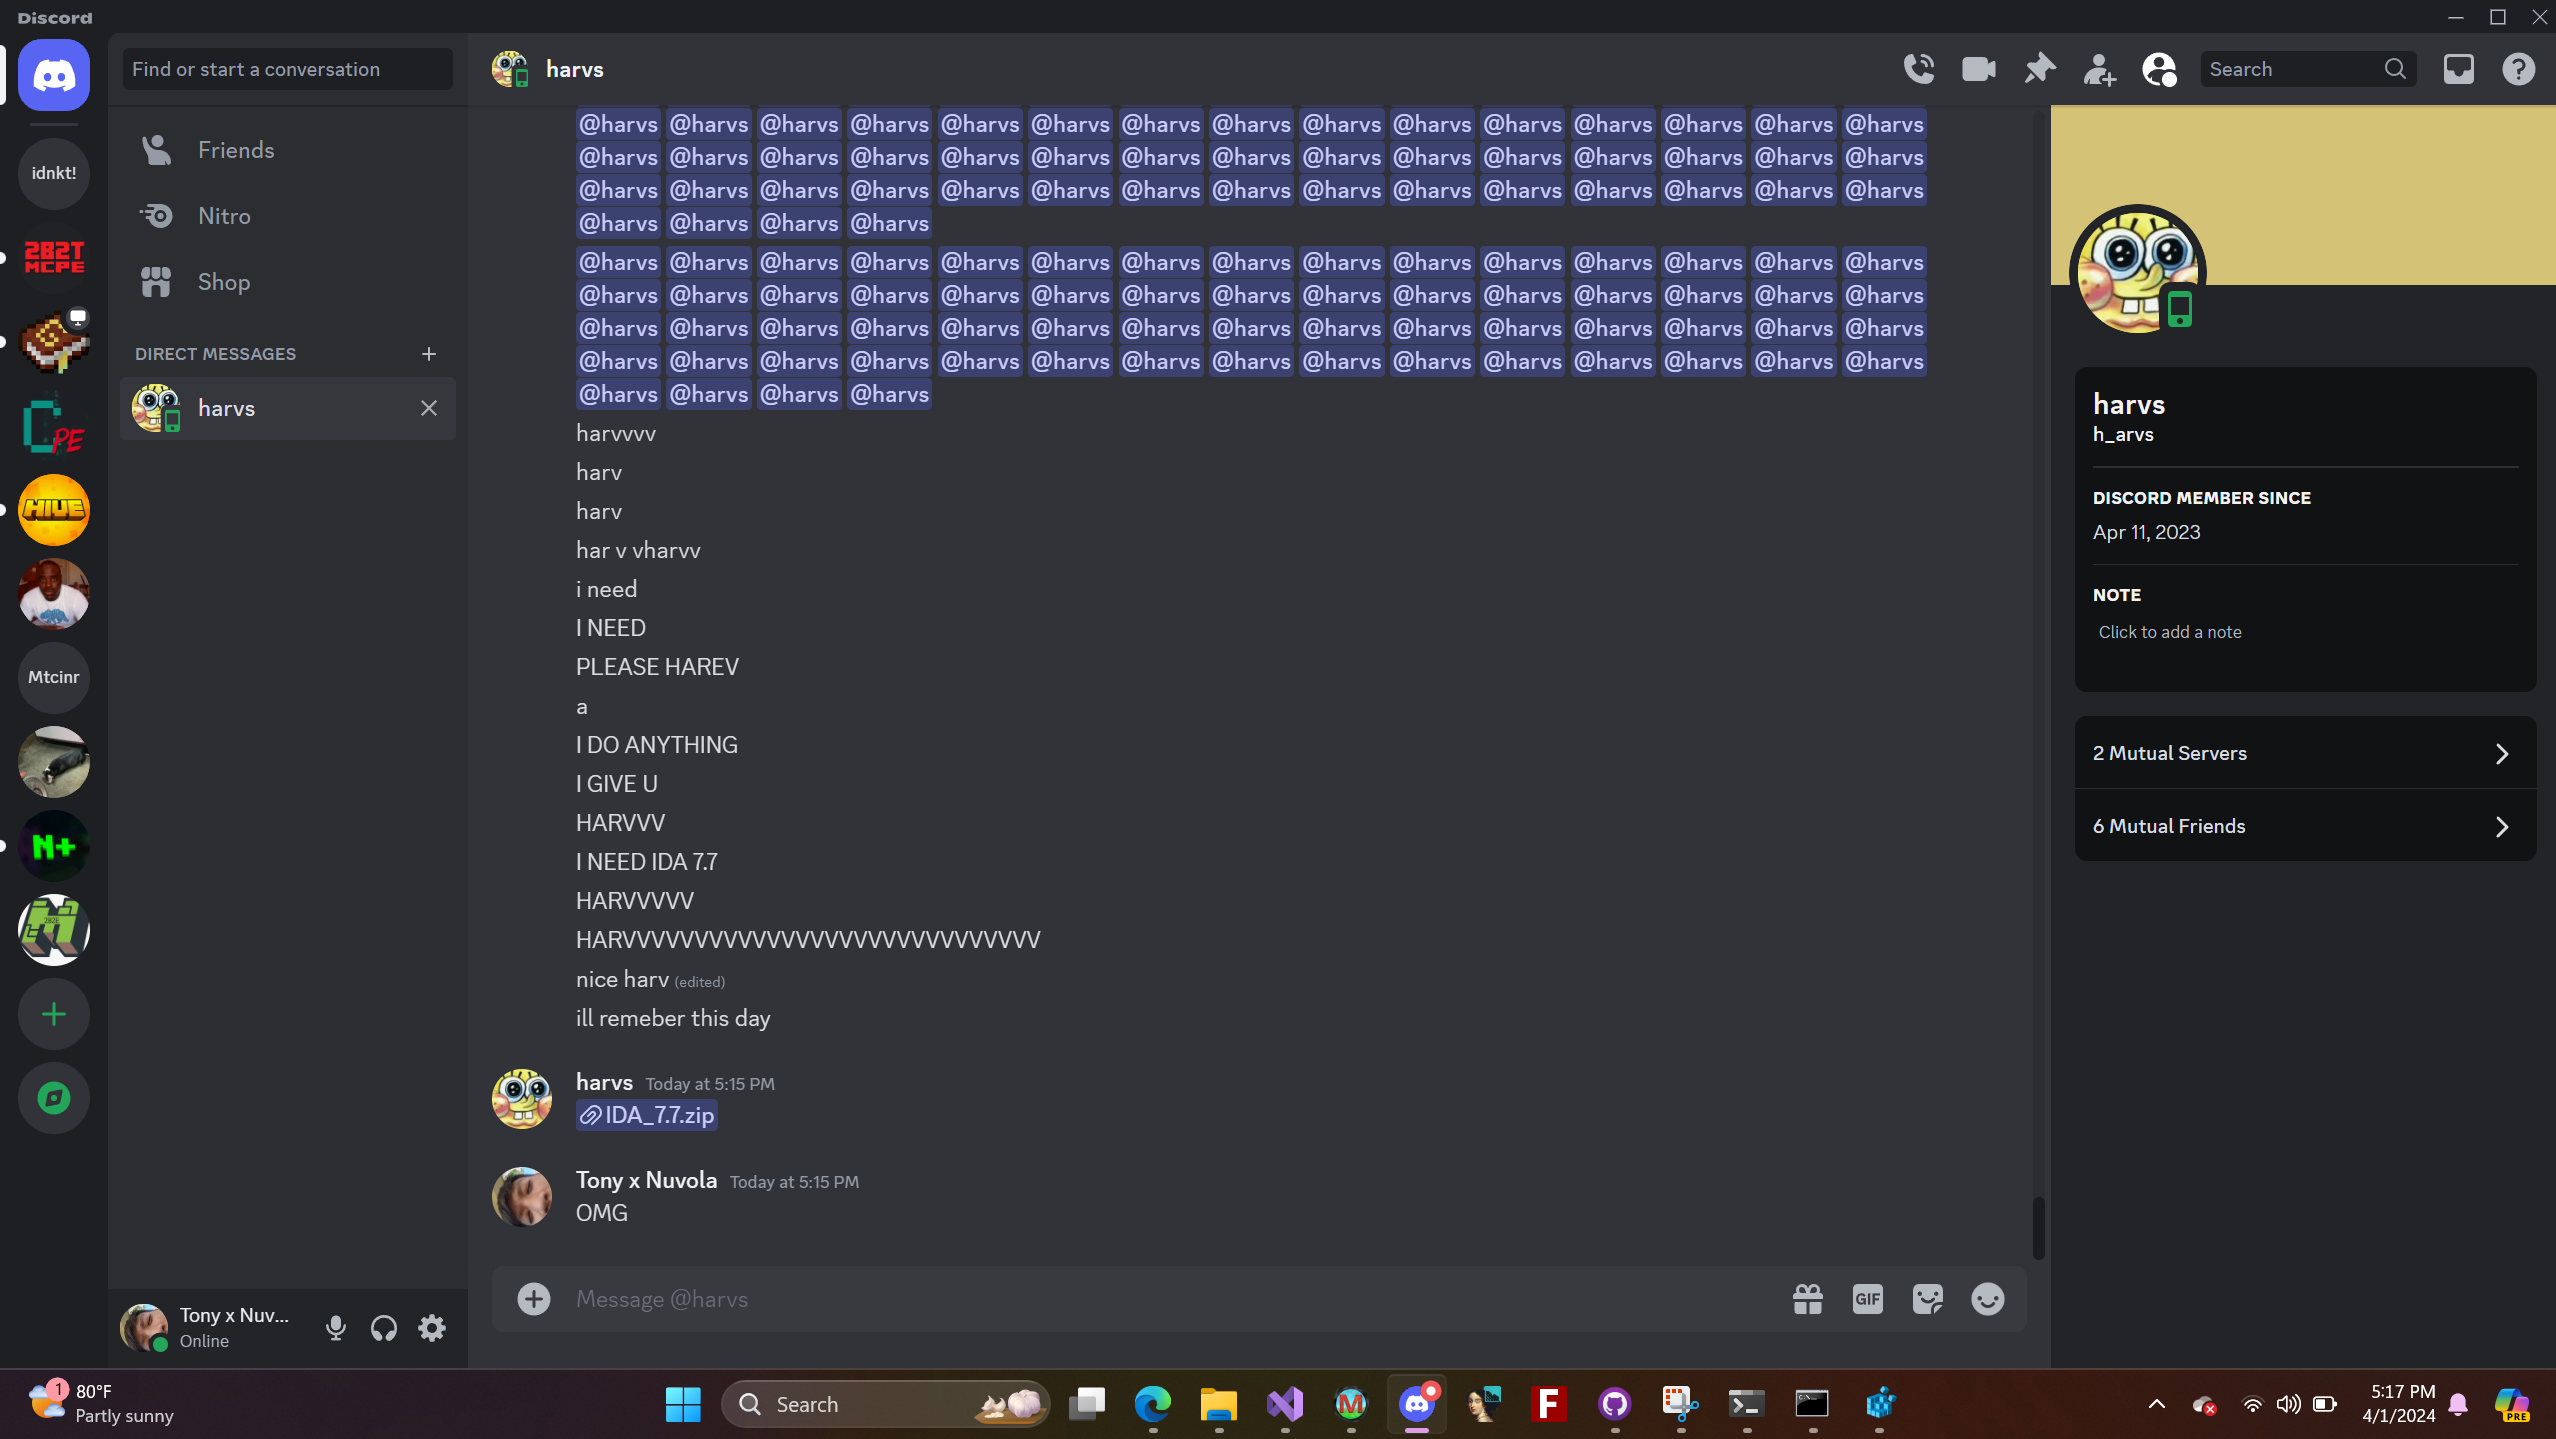 Discord
Find or start a conversation
harvs
Search
idnkt!
2B2T
MCPE
PE
HIVE
Mtcinr
N+
2B2E
Friends
Nitro
Shop
DIRECT MESSAGES
harvs
@harvs @harvs @harvs @harvs @harvs @harvs @harvs @harvs @harvs @harvs @harvs @harvs @harvs @harvs @harvs
@harvs @harvs @harvs @harvs @harvs @harvs @harvs @harvs @harvs @harvs @harvs @harvs @harvs @harvs @harvs
@harvs @harvs @harvs @harvs @harvs @harvs @harvs @harvs @harvs @harvs @harvs @harvs @harvs @harvs @harvs
@harvs @harvs @harvs @harvs
@harvs @harvs @harvs @harvs @harvs @harvs @harvs @harvs @harvs @harvs @harvs @harvs @harvs @harvs @harvs
@harvs @harvs @harvs @harvs @harvs @harvs @harvs @harvs @harvs @harvs @harvs @harvs @harvs @harvs @harvs
@harvs @harvs @harvs @harvs @harvs @harvs @harvs @harvs @harvs @harvs @harvs @harvs @harvs @harvs @harvs
@harvs @harvs @harvs @harvs @harvs @harvs @harvs @harvs @harvs @harvs @harvs @harvs @harvs @harvs @harvs
@harvs @harvs @harvs @harvs
harvvvv
harv
harv
har v vharvv
i need
I NEED
PLEASE HAREV
a
I DO ANYTHING
I GIVE U
HARVVV
I NEED IDA 7.7
HARVVVVV
HARVVVVVVVVVVVVVVVVVVVVVVVVVVVVV
nice harv (edited)
ill remeber this day
harvs Today at 5:15 PM
IDA_7.7.zip
Tony x Nuvola Today at 5:15 PM
OMG
Message @harvs
GIF
harvs
h_arvs
DISCORD MEMBER SINCE
Apr 11, 2023
NOTE
Click to add a note
2 Mutual Servers
6 Mutual Friends
Tony x Nuv...
Online
1
80°F
Partly sunny
Search
M
F
5:17 PM
4/1/2024
PRE